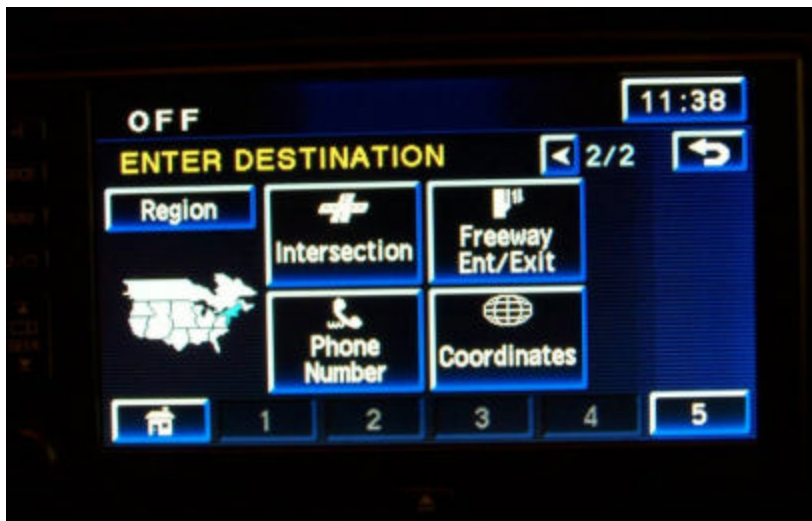 OFF
11:38
ENTER DESTINATION
2/2
Region
Intersection
Freeway
Ent/Exit
Phone
Number
Coordinates
1 2 3 4 5